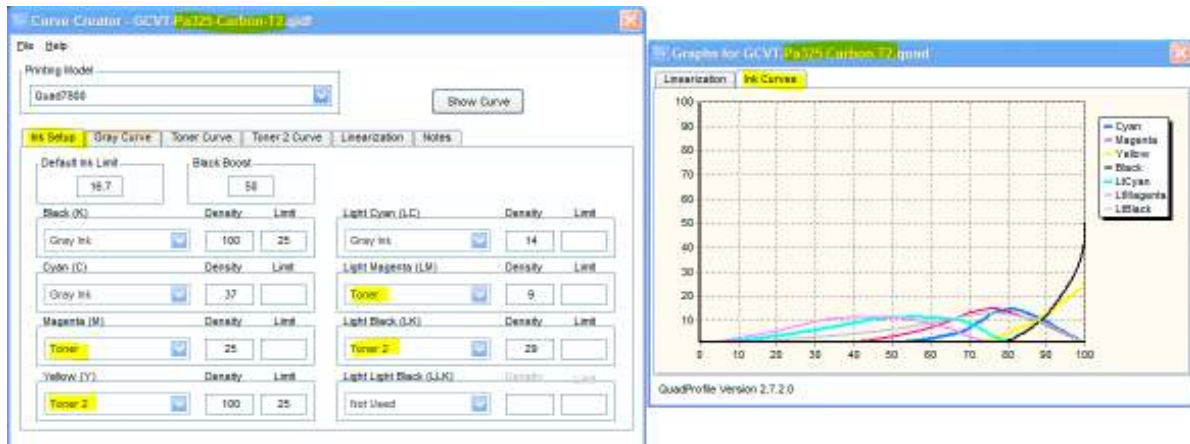 Curve Creator - GCVT-Pa325-Carbon-T2.qidf
File Help
Printing Model
Quad7800
Show Curve
Ink Setup Gray Curve Toner Curve Toner 2 Curve Linearization Notes
Default Ink Limit
16.7
Black Boost
50
Black (K) Density Limit
Gray Ink 100 25
Light Cyan (LC) Density Limit
Gray Ink 14
Cyan (C) Density Limit
Gray Ink 37
Light Magenta (LM) Density Limit
Toner 9
Magenta (M) Density Limit
Toner 25
Light Black (LK) Density Limit
Toner 2 29
Yellow (Y) Density Limit
Toner 2 100 25
Light Light Black (LLK) Density Limit
Not Used
Graphs for GCVT-Pa325-Carbon-T2.quad
Linearization Ink Curves
100
90
80
70
60
50
40
30
20
10
0 10 20 30 40 50 60 70 80 90 100
Cyan
Magenta
Yellow
Black
LtCyan
LtMagenta
LtBlack
QuadProfile Version 2.7.2.0